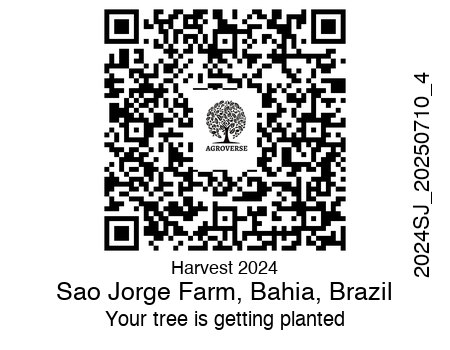 AGROVERSE
2024SJ_20250710_4
Harvest 2024
Sao Jorge Farm, Bahia, Brazil
Your tree is getting planted